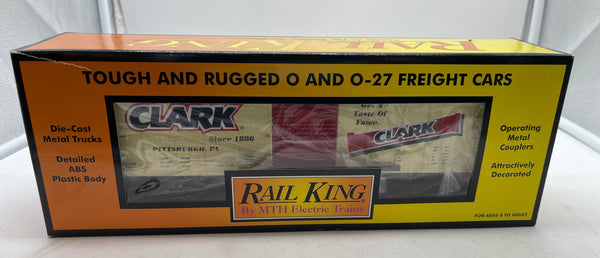 RAIL KING
TOUGH AND RUGGED O AND O-27 FREIGHT CARS
Die-Cast
Metal Trucks
Detailed
ABS
Plastic Body
CLARK
Since 1886
PITTSBURGH, PA
Get A
Taste Of
Fame.
CLARK
Operating
Metal
Couplers
Attractively
Decorated
RAIL KING
By MTH Electric Trains
FOR AGES 8 TO ADULT